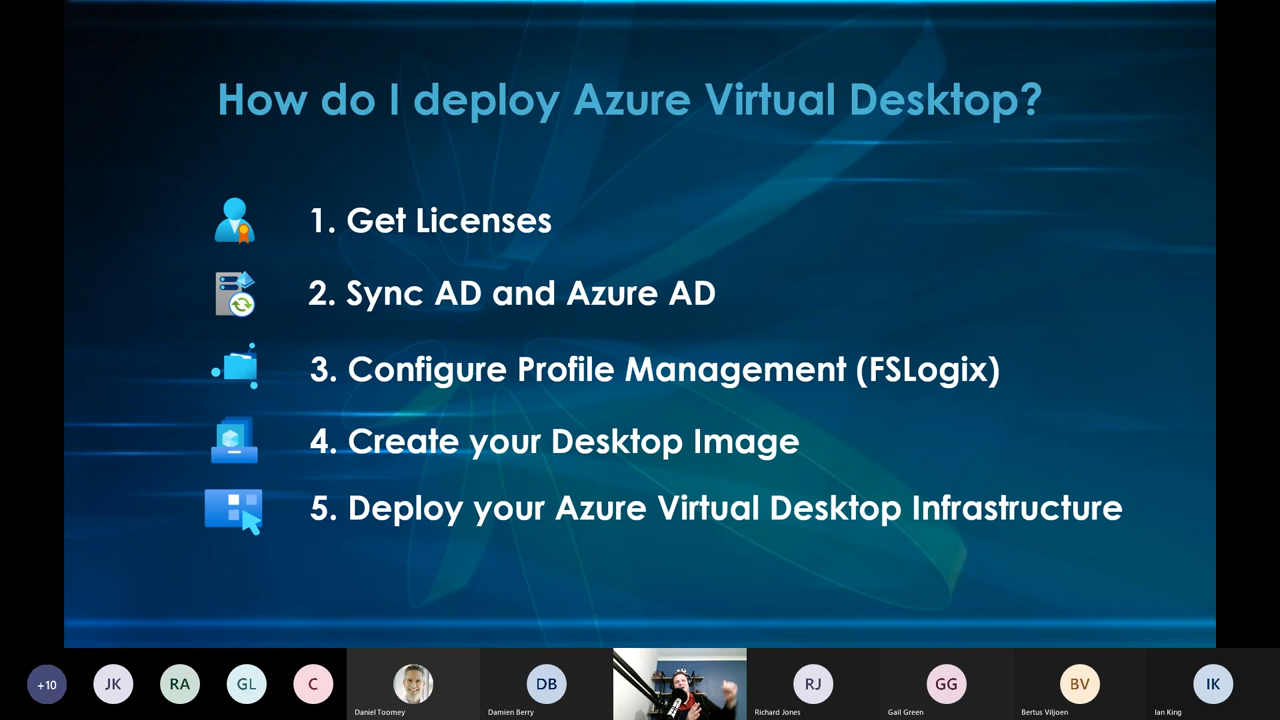 How do I deploy Azure Virtual Desktop?
1. Get Licenses
2. Sync AD and Azure AD
3. Configure Profile Management (FSLogix)
4. Create your Desktop Image
5. Deploy your Azure Virtual Desktop Infrastructure
+10
JK
RA
GL
C
DB
RJ
GG
BV
IK
Daniel Toomey
Damien Berry
Richard Jones
Gail Green
Bertus Viljoen
Ian King